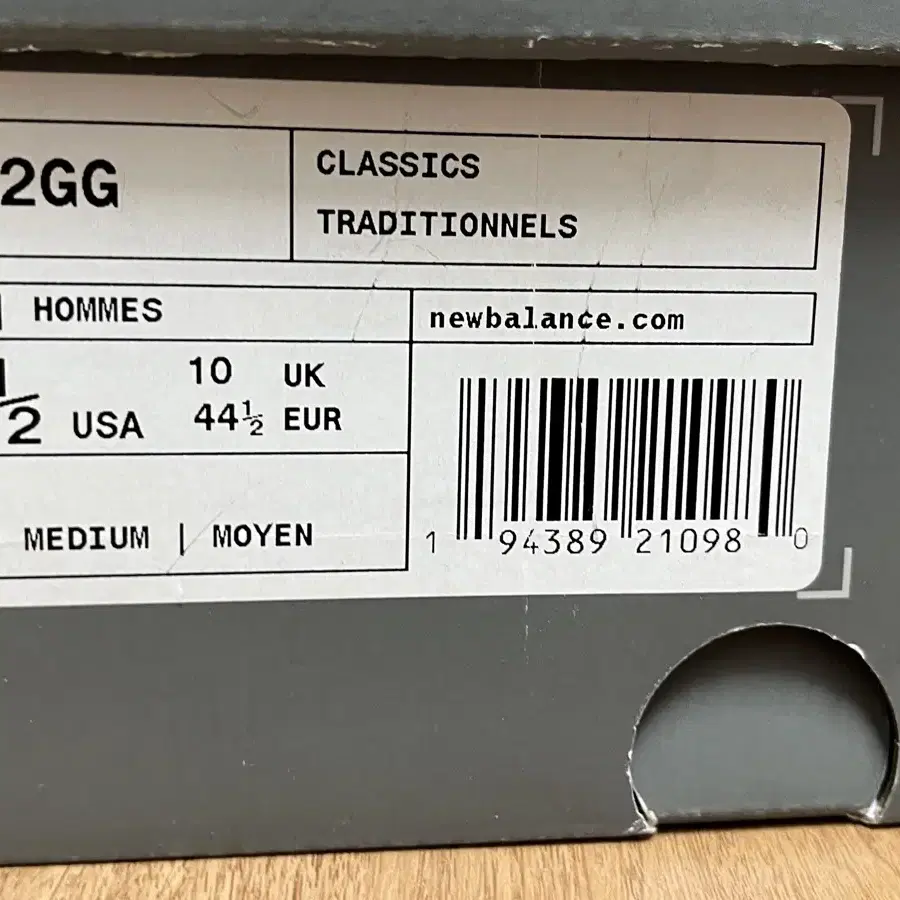 2GG
CLASSICS
TRADITIONNELS
HOMMES
newbalance.com
10 UK
/2 USA 44½ EUR
MEDIUM | MOYEN
1 94389 21098 0